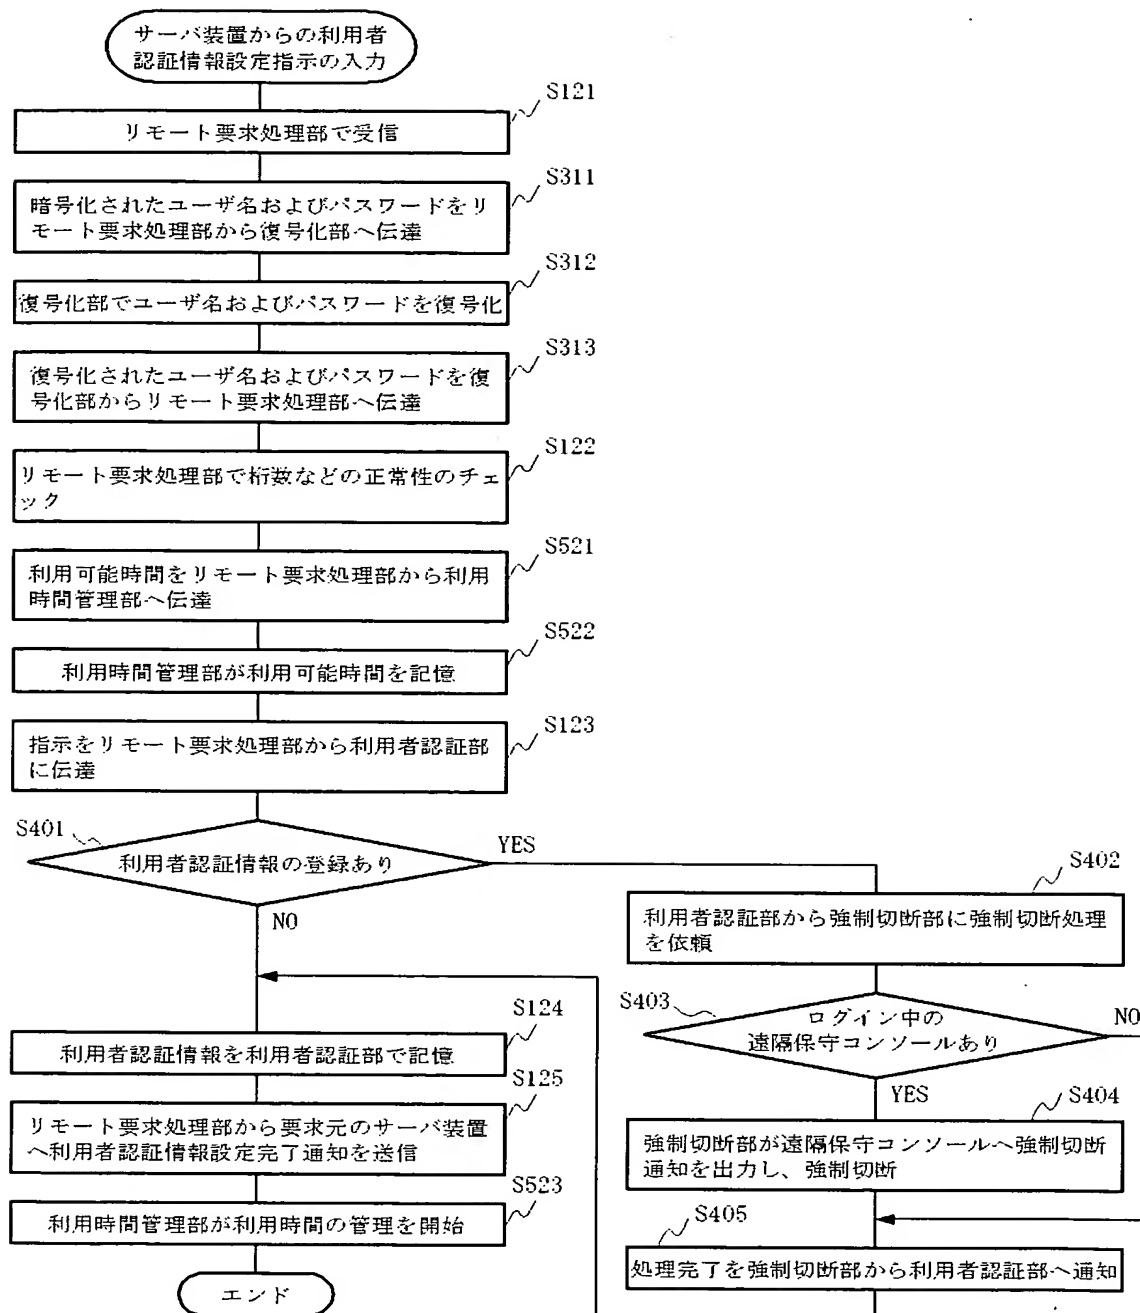 サーバ装置からの利用者
認証情報設定指示の入力
S121
リモート要求処理部で受信
S311
暗号化されたユーザ名およびパスワードをリ
モート要求処理部から復号化部へ伝達
S312
復号化部でユーザ名およびパスワードを復号化
S313
復号化されたユーザ名およびパスワードを復
号化部からリモート要求処理部へ伝達
S122
リモート要求処理部で桁数などの正常性のチェ
ック
S521
利用可能時間をリモート要求処理部から利用
時間管理部へ伝達
S522
利用時間管理部が利用可能時間を記憶
S123
指示をリモート要求処理部から利用者認証部
に伝達
S401
利用者認証情報の登録あり
YES
NO
S402
利用者認証部から強制切断部に強制切断処理
を依頼
S403
ログイン中の
遠隔保守コンソールあり
NO
YES
S404
強制切断部が遠隔保守コンソールへ強制切断
通知を出力し、強制切断
S405
処理完了を強制切断部から利用者認証部へ通知
S124
利用者認証情報を利用者認証部で記憶
S125
リモート要求処理部から要求元のサーバ装置
へ利用者認証情報設定完了通知を送信
S523
利用時間管理部が利用時間の管理を開始
エンド